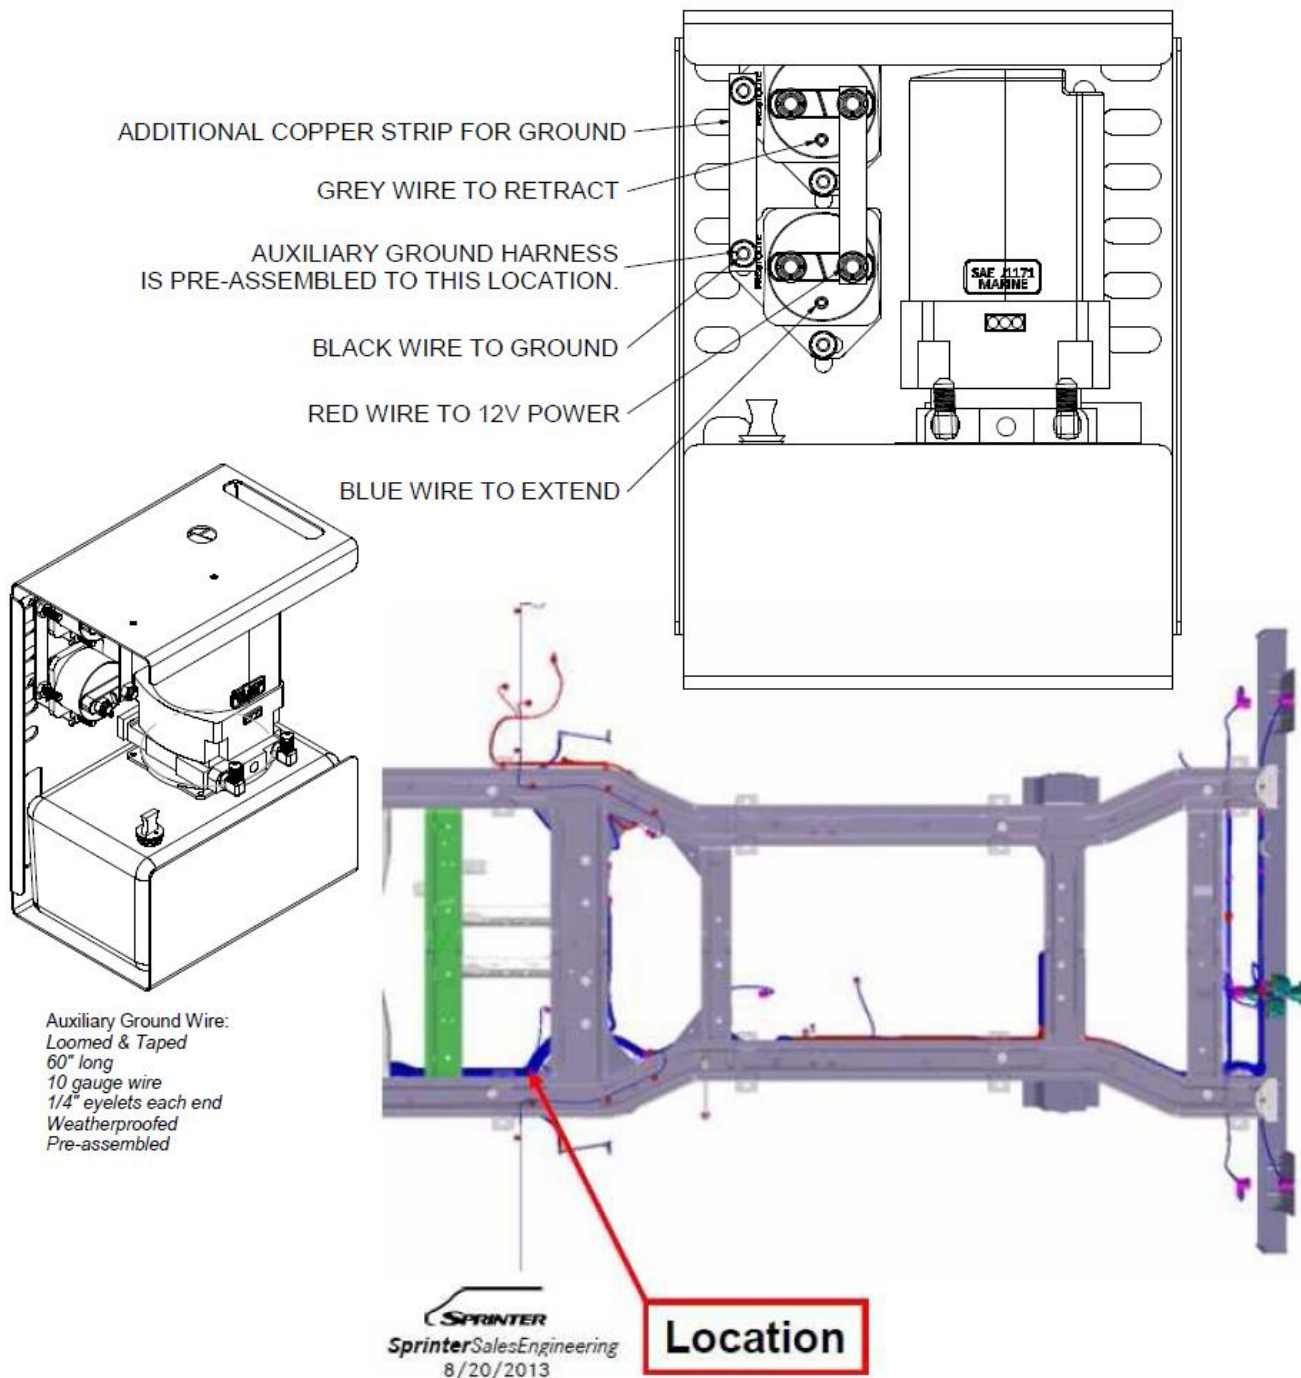 ADDITIONAL COPPER STRIP FOR GROUND
GREY WIRE TO RETRACT
AUXILIARY GROUND HARNESS
IS PRE-ASSEMBLED TO THIS LOCATION.
BLACK WIRE TO GROUND
RED WIRE TO 12V POWER
BLUE WIRE TO EXTEND
SAE J1171
MARINE
Auxiliary Ground Wire:
Loomed & Taped
60" long
10 gauge wire
1/4" eyelets each end
Weatherproofed
Pre-assembled
SPRINTER
SprinterSalesEngineering
8/20/2013
Location